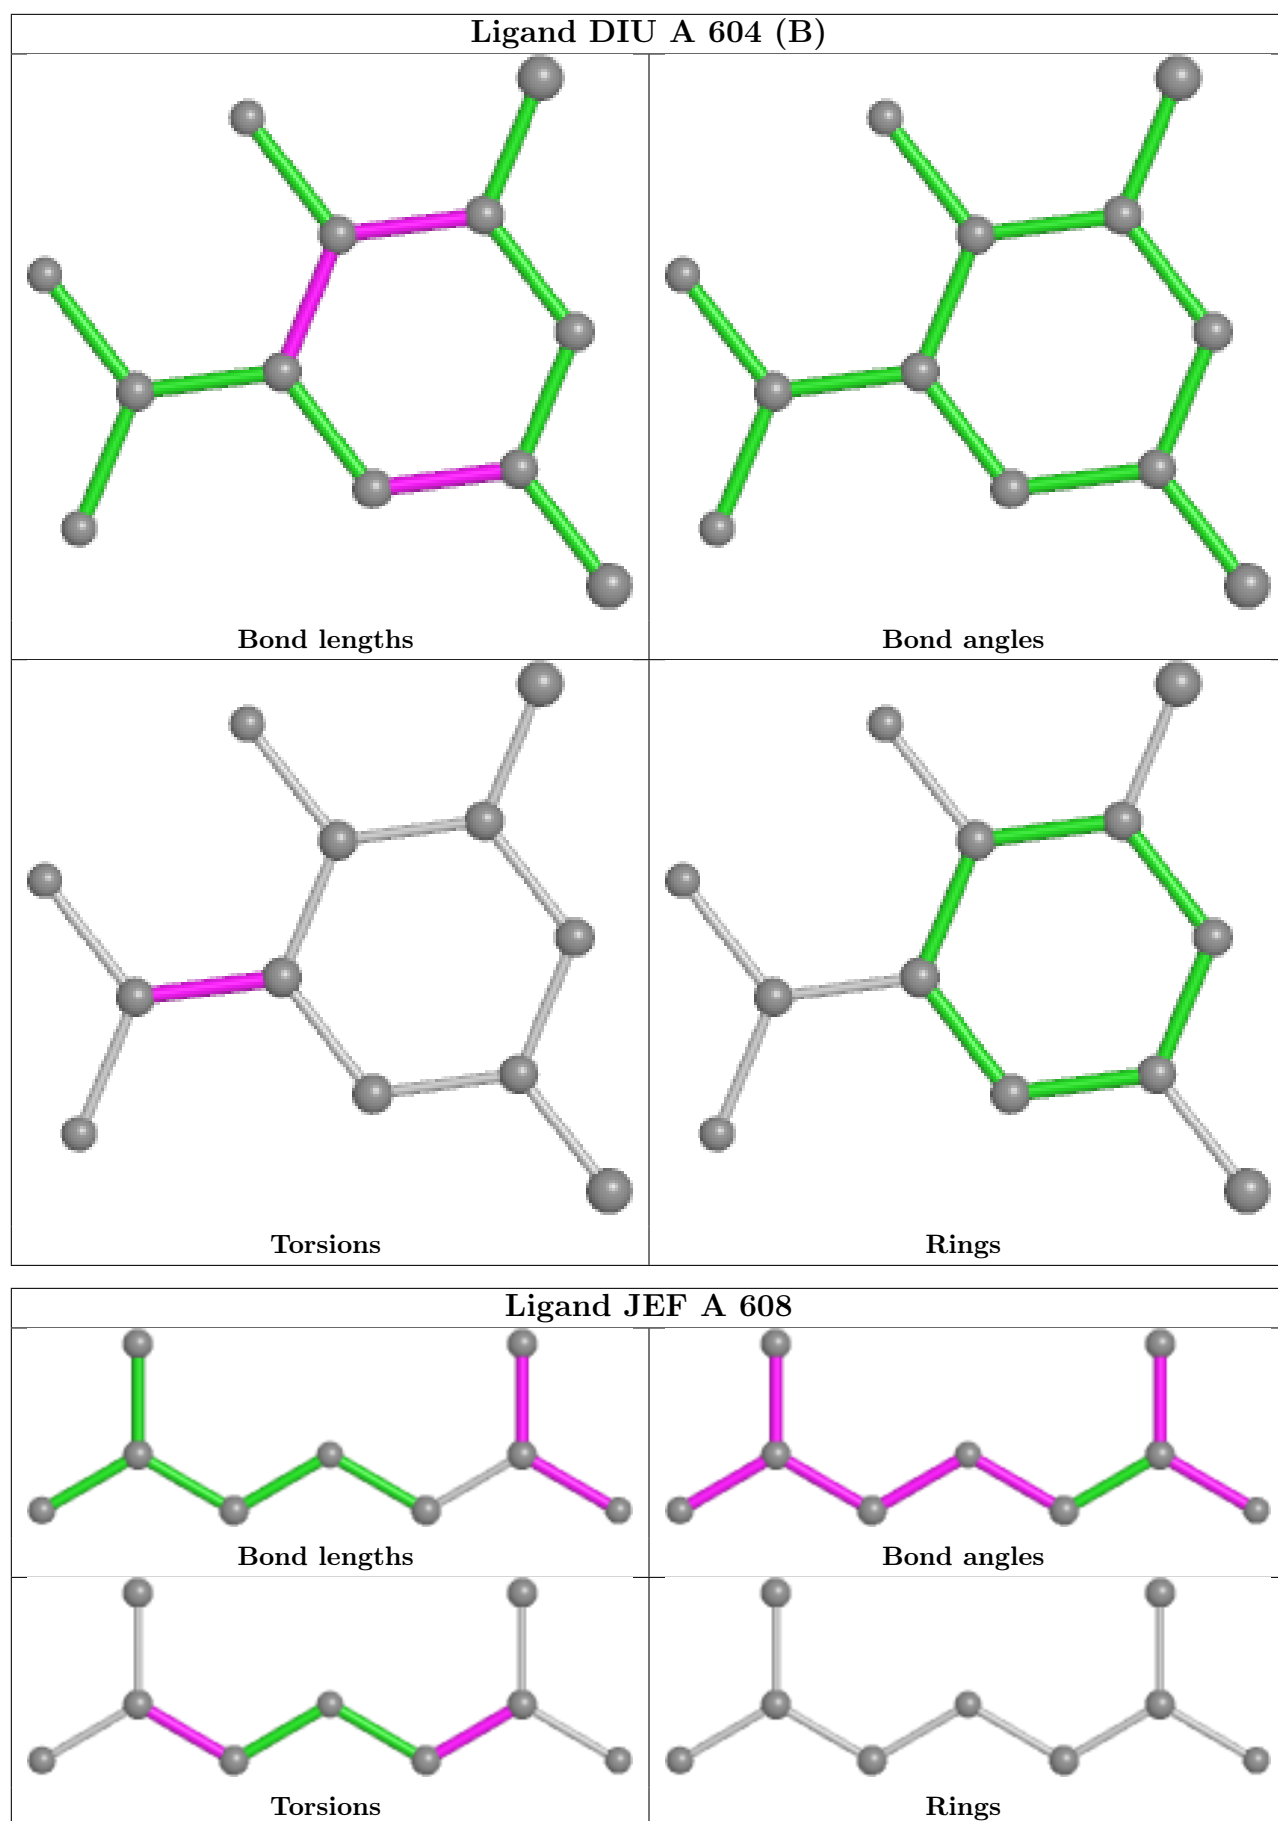 Ligand DIU A 604 (B)
Bond lengths
Bond angles
Torsions
Rings
Ligand JEF A 608
Bond lengths
Bond angles
Torsions
Rings